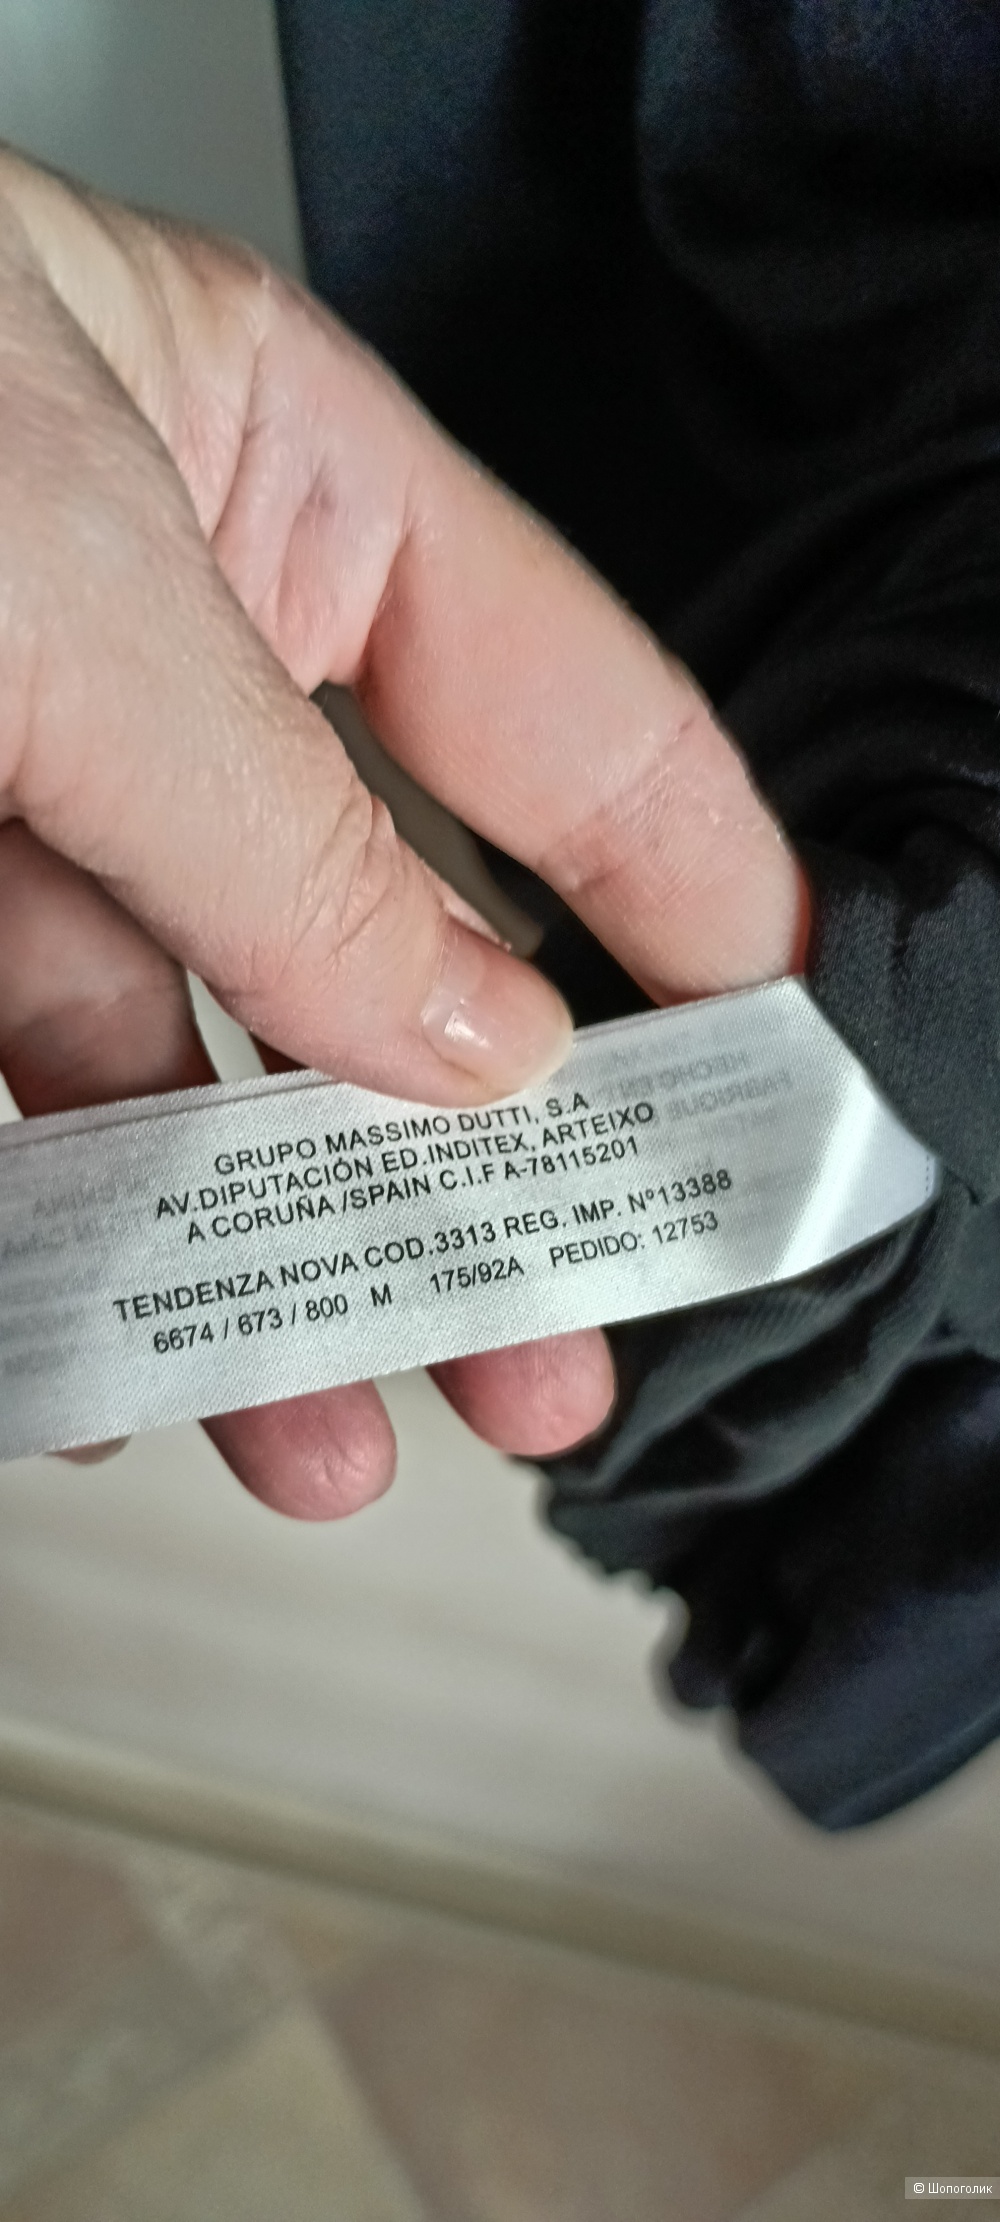 GRUPO MASSIMO DUTTI, S.A
AV.DIPUTACIÓN ED.INDITEX, ARTEIXO
A CORUÑA /SPAIN C.I.F A-78115201
TENDENZA NOVA COD.3313 REG. IMP. Nº13388
6674 / 673 / 800 M 175/92A PEDIDO: 12753
© Шопоголик